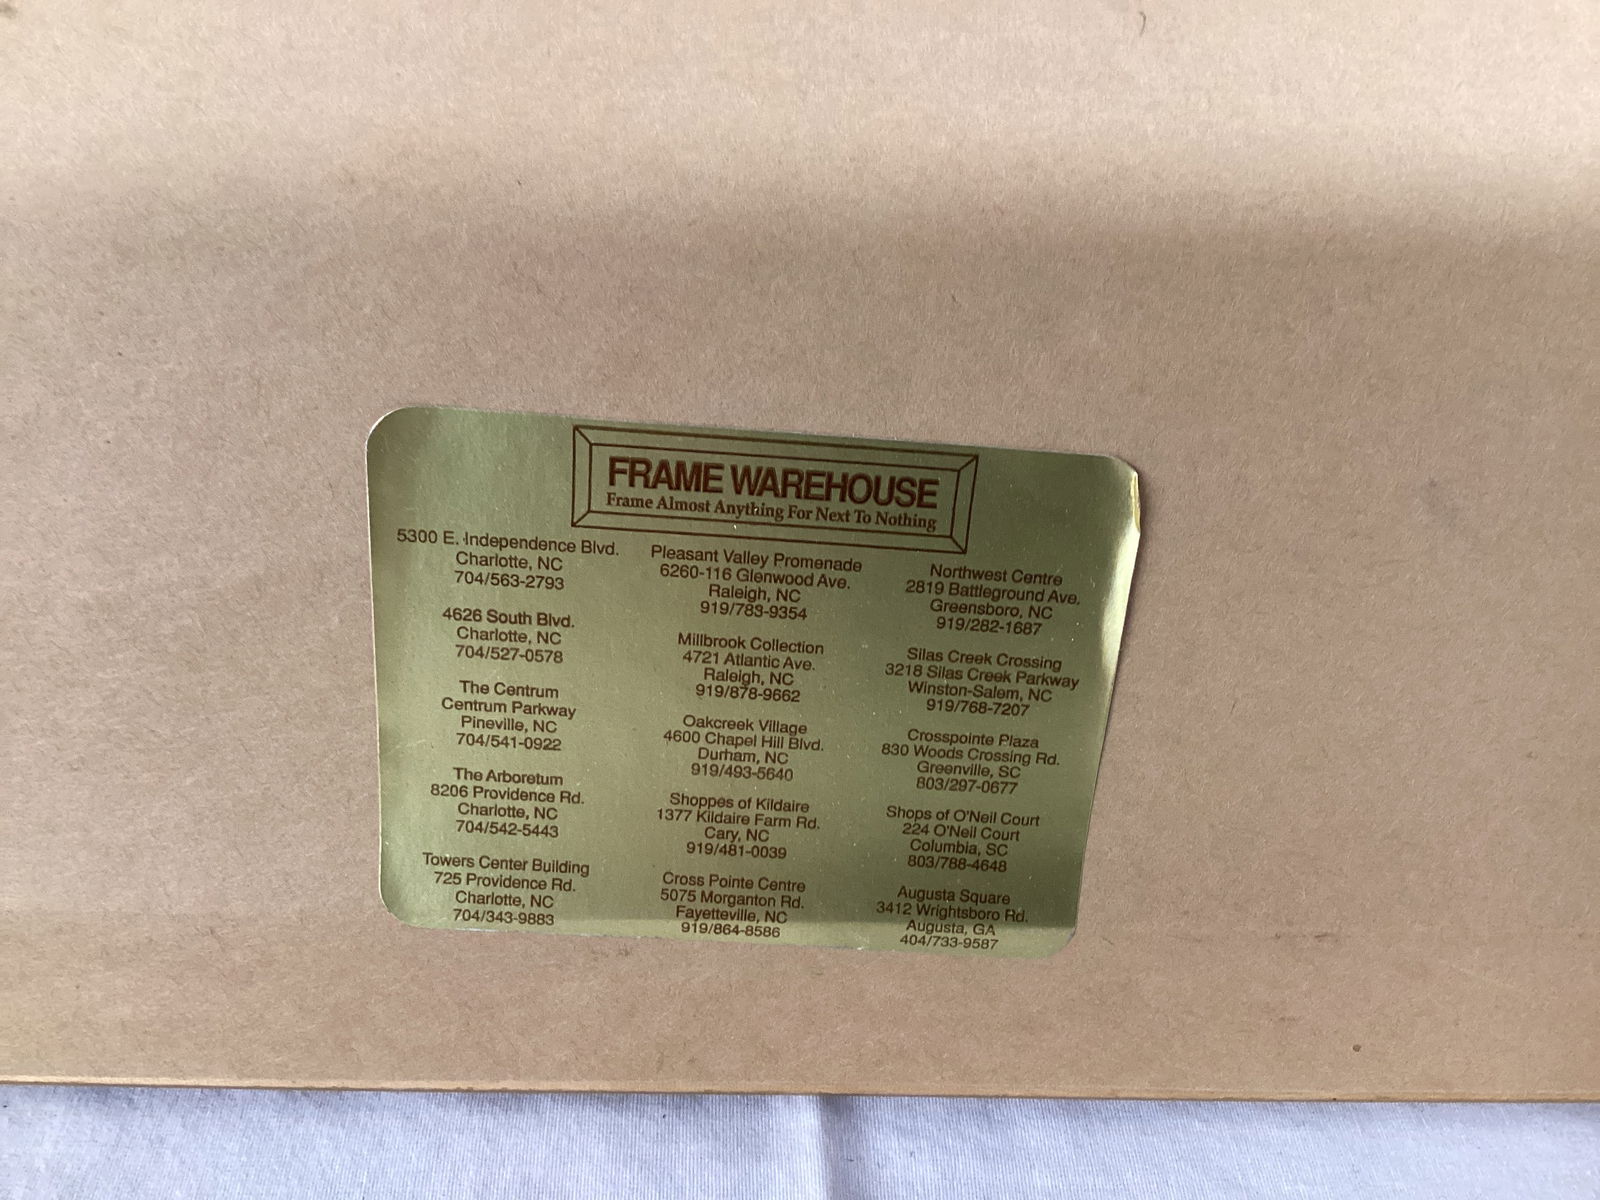 FRAME WAREHOUSE
Frame Almost Anything For Next To Nothing
5300 E. Independence Blvd.
Charlotte, NC
704/563-2793
4626 South Blvd.
Charlotte, NC
704/527-0578
The Centrum
Centrum Parkway
Pineville, NC
704/541-0922
The Arboretum
8206 Providence Rd.
Charlotte, NC
704/542-5443
Towers Center Building
725 Providence Rd.
Charlotte, NC
704/343-9883
Pleasant Valley Promenade
6260-116 Glenwood Ave.
Raleigh, NC
919/783-9354
Millbrook Collection
4721 Atlantic Ave.
Raleigh, NC
919/878-9662
Oakcreek Village
4600 Chapel Hill Blvd.
Durham, NC
919/493-5640
Shoppes of Kildaire
1377 Kildaire Farm Rd.
Cary, NC
919/481-0039
Cross Pointe Centre
5075 Morganton Rd.
Fayetteville, NC
919/864-8586
Northwest Centre
2819 Battleground Ave.
Greensboro, NC
919/282-1687
Silas Creek Crossing
3218 Silas Creek Parkway
Winston-Salem, NC
919/768-7207
Crosspointe Plaza
830 Woods Crossing Rd.
Greenville, SC
803/297-0677
Shops of O'Neil Court
224 O'Neil Court
Columbia, SC
803/788-4648
Augusta Square
3412 Wrightsboro Rd.
Augusta, GA
404/733-9587